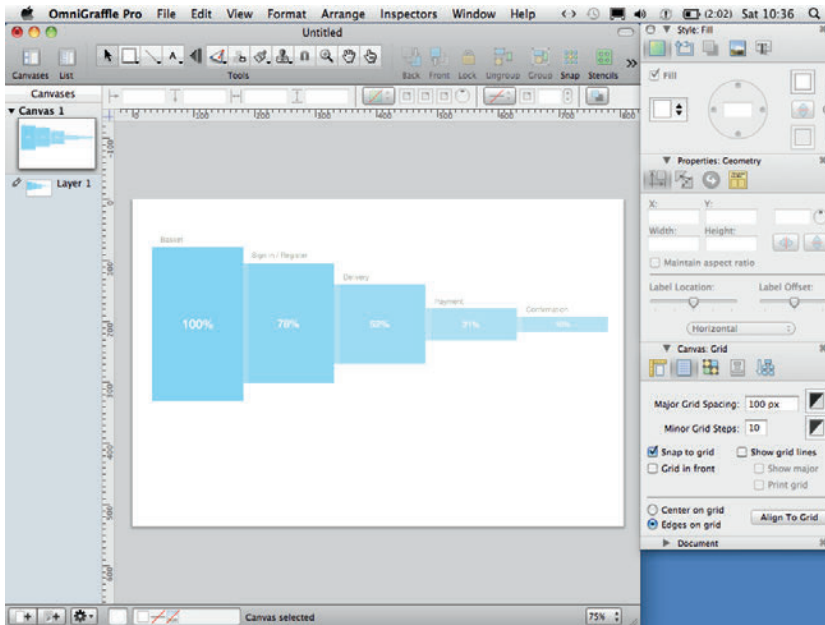 OmniGraffle Pro File Edit View Format Arrange Inspectors Window Help (2:02) Sat 10:36
Untitled
Style: Fill
Canvases List
Tools
Back Front Lock Ungroup Group Snap Stencils
Fill
Canvases
Canvas 1
Layer 1
Properties: Geometry
X: Y:
Width: Height:
Maintain aspect ratio
Label Location: Label Offset:
Horizontal
Basket
Sign in / Register
Delivery
Payment
Confirmation
100%
78%
Canvas: Grid
Major Grid Spacing: 100 px
Minor Grid Steps: 10
Snap to grid Show grid lines
Grid in front Show major
Print grid
Center on grid
Edges on grid
Align To Grid
Document
Canvas selected
75%